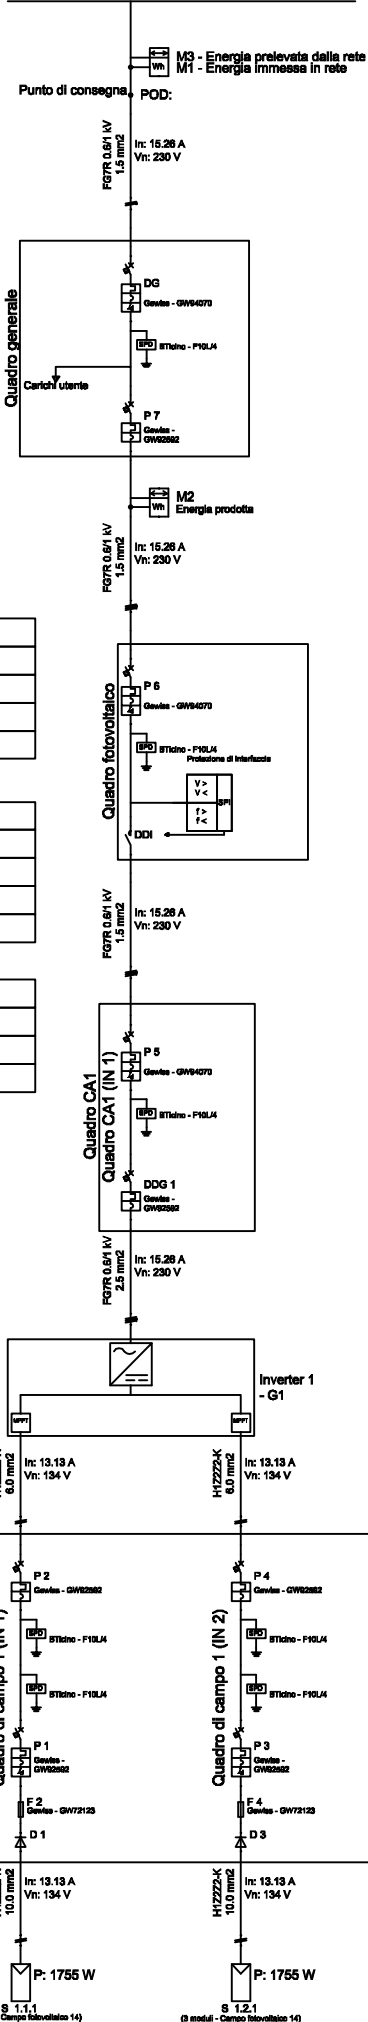 M3 - Energia prelevata dalla rete
M1 - Energia immessa in rete
Wh
Punto di consegna
POD:
FG7R 0.6/1 kV
1.5 mm2
In: 15.26 A
Vn: 230 V
Quadro generale
DG
Gewiss - GW94070
SPD
BTicino - F10L/4
Carichi utente
P 7
Gewiss -
GW92592
M2
Energia prodotta
Wh
FG7R 0.6/1 kV
1.5 mm2
In: 15.26 A
Vn: 230 V
Quadro fotovoltaico
P 6
Gewiss - GW94070
SPD
BTicino - F10L/4
Protezione di interfaccia
V >
V <
f >
f <
SPI
DDI
FG7R 0.6/1 kV
1.5 mm2
In: 15.26 A
Vn: 230 V
Quadro CA1
Quadro CA1 (IN 1)
P 5
Gewiss - GW94070
SPD
BTicino - F10L/4
DDG 1
Gewiss -
GW92592
FG7R 0.6/1 kV
2.5 mm2
In: 15.26 A
Vn: 230 V
Inverter 1
- G1
MPPT
MPPT
6.0 mm2
In: 13.13 A
Vn: 134 V
H1Z2Z2-K
6.0 mm2
In: 13.13 A
Vn: 134 V
P 2
Gewiss - GW92592
P 4
Gewiss - GW92592
SPD
BTicino - F10L/4
SPD
BTicino - F10L/4
Quadro di campo 1 (IN 2)
SPD
BTicino - F10L/4
SPD
BTicino - F10L/4
P 1
Gewiss -
GW92592
P 3
Gewiss -
GW92592
F 2
Gewiss - GW72123
F 4
Gewiss - GW72123
D 1
D 3
10.0 mm2
In: 13.13 A
Vn: 134 V
H1Z2Z2-K
10.0 mm2
In: 13.13 A
Vn: 134 V
P: 1755 W
P: 1755 W
S 1.1.1
Campo fotovoltaico 14)
S 1.2.1
(3 moduli - Campo fotovoltaico 14)